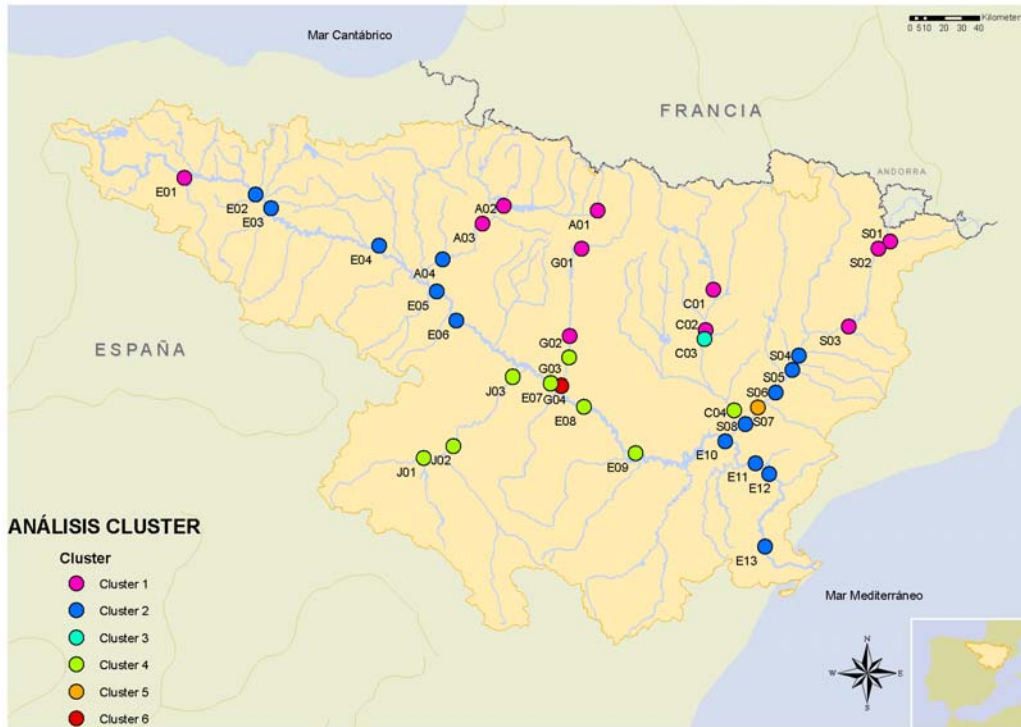 Mar Cantábrico
Kilometer
0 5 10 20 30 40
FRANCIA
ANDORRA
E01
E02
E03
A02
A01
S01
S02
A03
E04
A04
G01
E05
C01
E06
C02
C03
S03
ESPAÑA
G02
G03
S04
S05
J03
E07
G04
S06
E08
C04
S07
S08
J02
J01
E09
E10
E11
E12
E13
ANÁLISIS CLUSTER
Cluster
Cluster 1
Cluster 2
Cluster 3
Cluster 4
Cluster 5
Cluster 6
Mar Mediterráneo
N
W
E
S